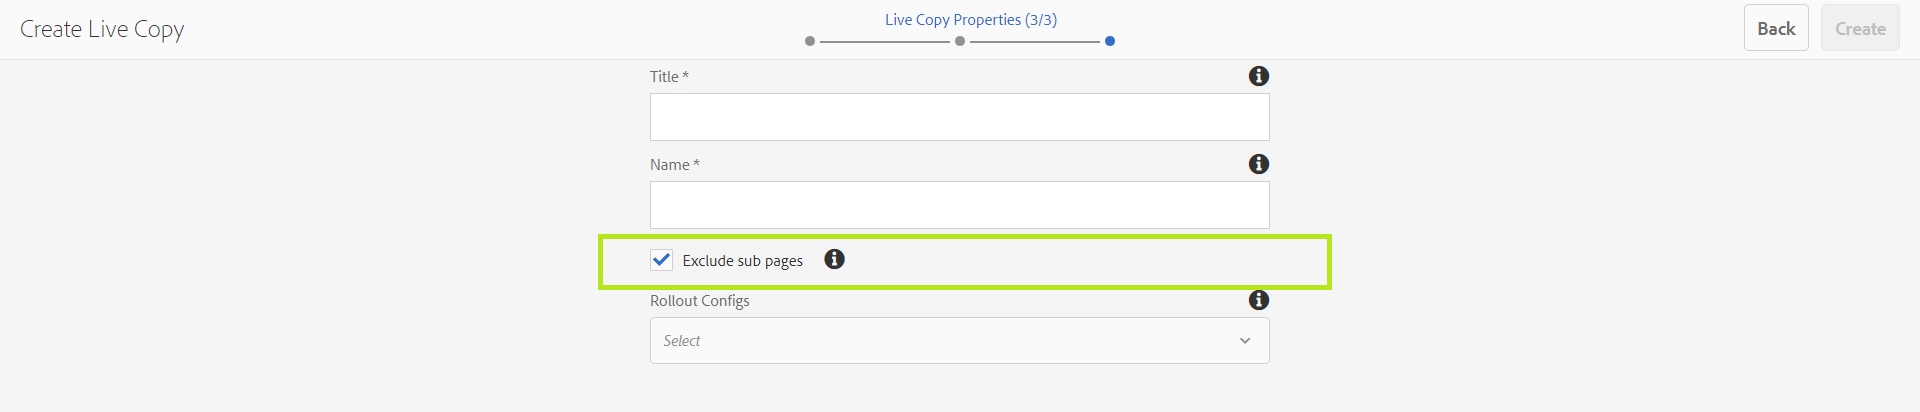 Create Live Copy
Live Copy Properties (3/3)
Back
Create
Title *
Name *
Exclude sub pages
Rollout Configs
Select